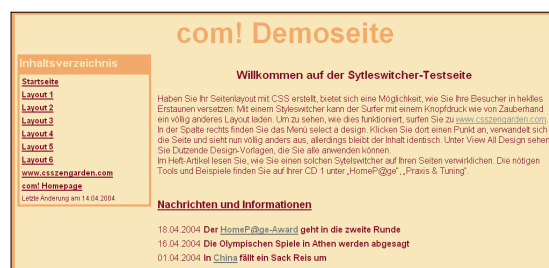 com! Demoseite
Inhaltsverzeichnis
Startseite
Layout 1
Layout 2
Layout 3
Layout 4
Layout 5
Layout 6
www.csszengarden.com
com! Homepage
Letzte Änderung am 14.04.2004
Willkommen auf der Sytleswitcher-Testseite
Haben Sie Ihr Seitenlayout mit CSS erstellt, bietet sich eine Möglichkeit, wie Sie Ihre Besucher in heklles
Erstaunen versetzen: Mit einem Styleswitcher kann der Surfer mit einem Knopfdruck wie von Zauberhand
ein völlig anderes Layout laden. Um zu sehen, wie dies funktioniert, surfen Sie zu www.csszengarden.com.
In der Spalte rechts finden Sie das Menü select a design. Klicken Sie dort einen Punkt an, verwandelt sich
die Seite und sieht nun völlig anders aus, allerdings bleibt der Inhalt identisch. Unter View All Design sehen
Sie Dutzende Design-Vorlagen, die Sie alle anwenden können.
Im Heft-Artikel lesen Sie, wie Sie einen solchen Sytelswitcher auf Ihren Seiten verwirklichen. Die nötigen
Tools und Beispiele finden Sie auf Ihrer CD 1 unter „HomeP@ge", „Praxis & Tuning".
Nachrichten und Informationen
18.04.2004 Der HomeP@ge-Award geht in die zweite Runde
16.04.2004 Die Olympischen Spiele in Athen werden abgesagt
01.04.2004 In China fällt ein Sack Reis um